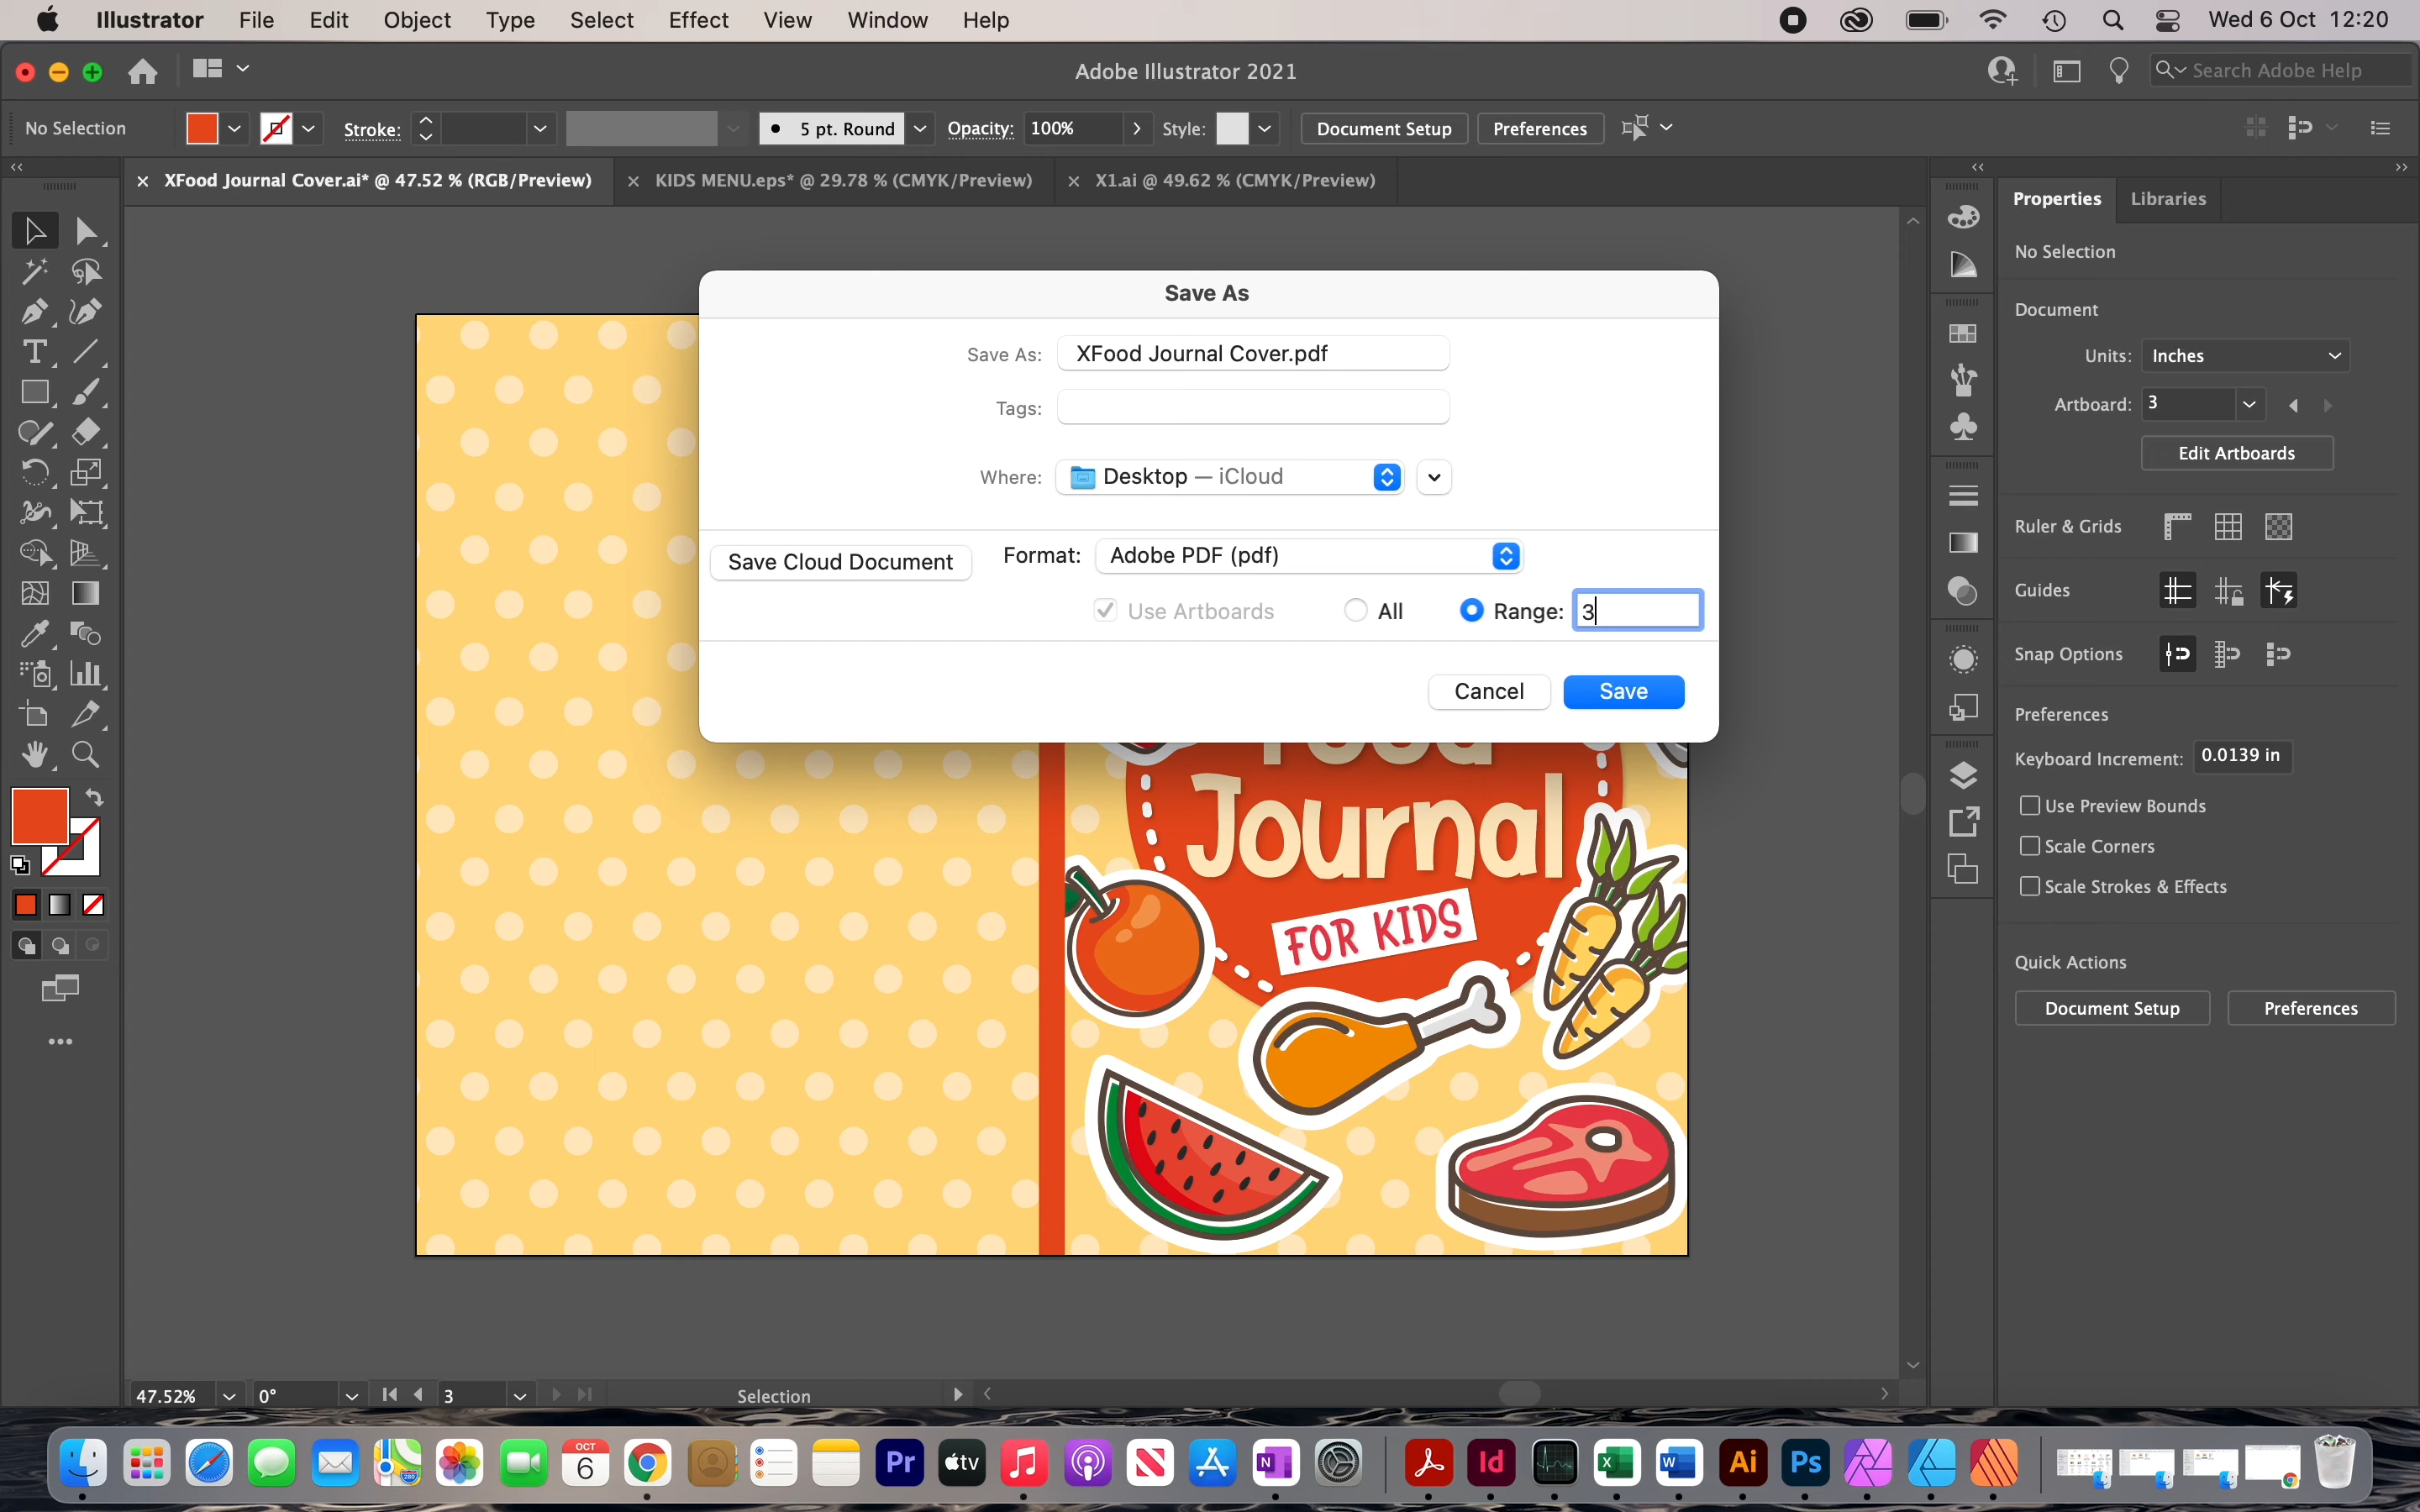 Illustrator File Edit Object Type Select Effect View Window Help Wed 6 Oct 12:20
Adobe Illustrator 2021 Search Adobe Help
No Selection Stroke: 5 pt. Round Opacity: 100% Style: Document Setup Preferences
XFood Journal Cover.ai* @ 47.52 % (RGB/Preview) KIDS MENU.eps* @ 29.78 % (CMYK/Preview) X1.ai @ 49.62 % (CMYK/Preview)
Save As
Save As: XFood Journal Cover.pdf
Tags:
Where: Desktop — iCloud
Save Cloud Document Format: Adobe PDF (pdf)
Use Artboards All Range: 3
Cancel Save
Food
Journal
FOR KIDS
Properties Libraries
No Selection
Document
Units: Inches
Artboard: 3
Edit Artboards
Ruler & Grids
Guides
Snap Options
Preferences
Keyboard Increment: 0.0139 in
Use Preview Bounds
Scale Corners
Scale Strokes & Effects
Quick Actions
Document Setup Preferences
47.52% 0° 3 Selection
OCT
6 Pr tv N Id X W Ai Ps